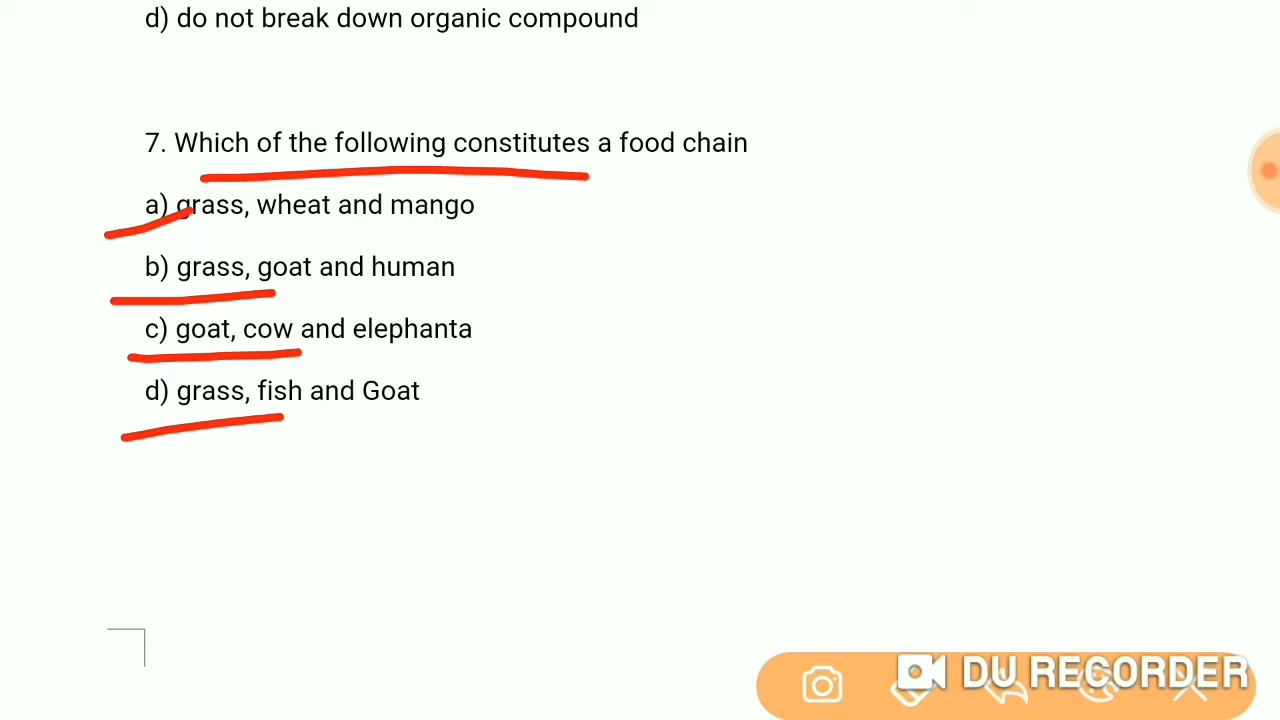 d) do not break down organic compound
7. Which of the following constitutes a food chain
a) grass, wheat and mango
b) grass, goat and human
c) goat, cow and elephanta
d) grass, fish and Goat
DU RECORDER